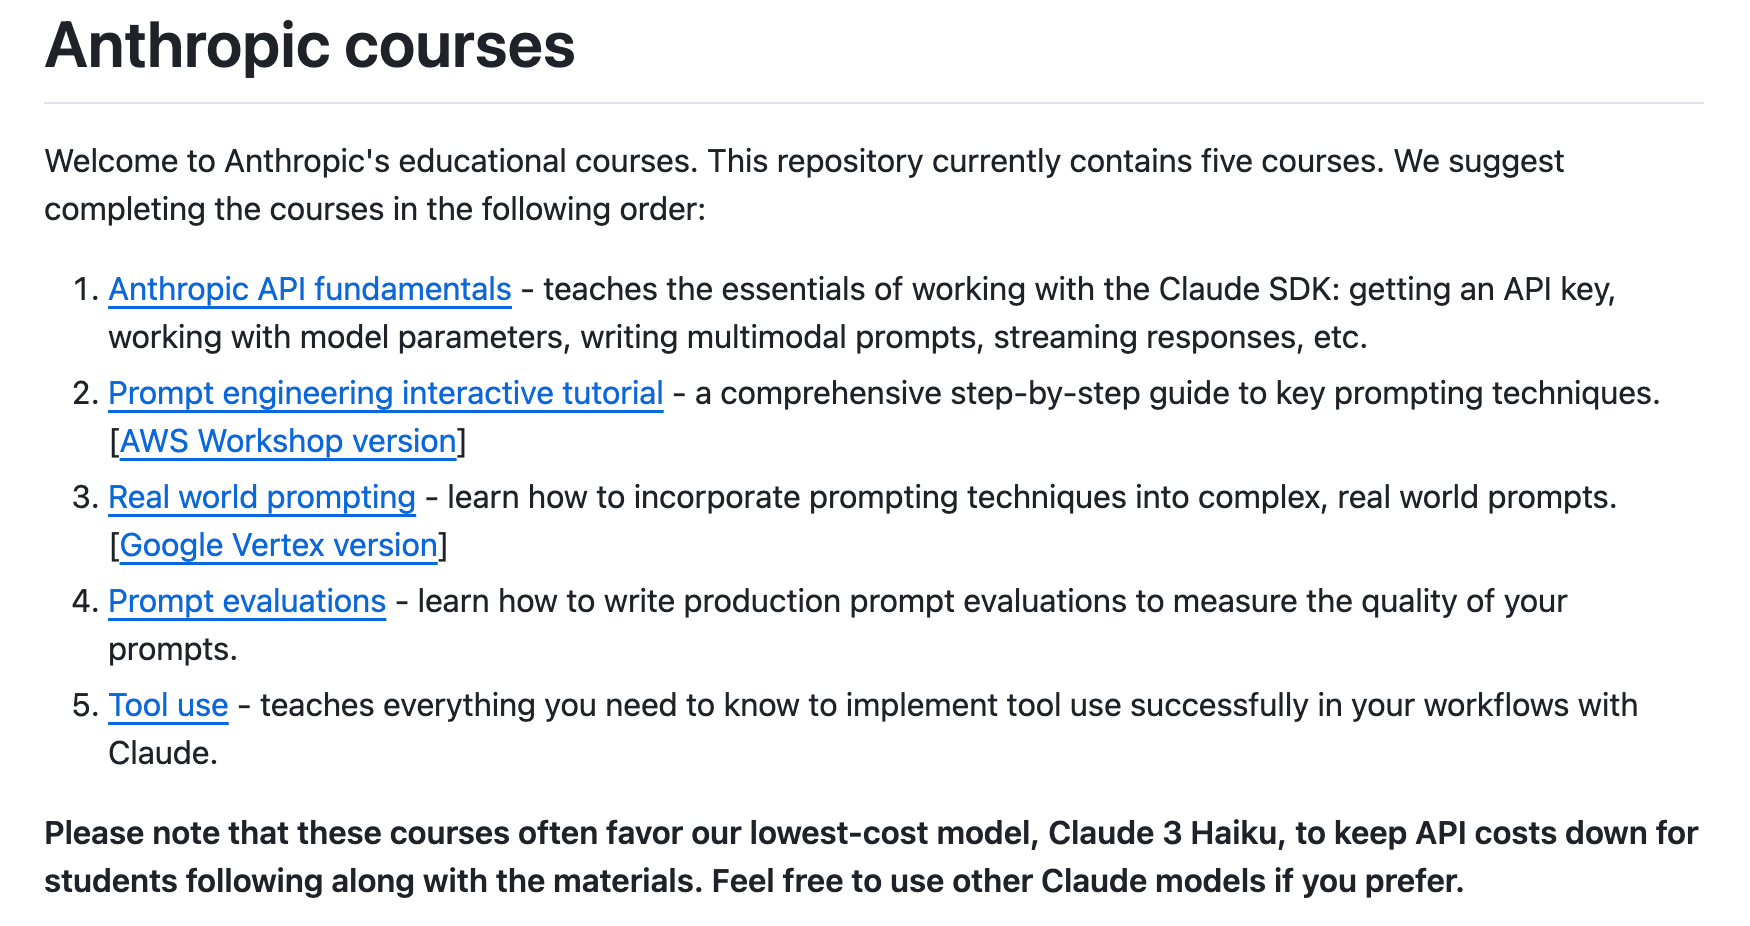 Anthropic courses
Welcome to Anthropic's educational courses. This repository currently contains five courses. We suggest
completing the courses in the following order:
1. Anthropic API fundamentals - teaches the essentials of working with the Claude SDK: getting an API key,
working with model parameters, writing multimodal prompts, streaming responses, etc.
2. Prompt engineering interactive tutorial - a comprehensive step-by-step guide to key prompting techniques.
[AWS Workshop version]
3. Real world prompting - learn how to incorporate prompting techniques into complex, real world prompts.
[Google Vertex version]
4. Prompt evaluations - learn how to write production prompt evaluations to measure the quality of your
prompts.
5. Tool use - teaches everything you need to know to implement tool use successfully in your workflows with
Claude.
Please note that these courses often favor our lowest-cost model, Claude 3 Haiku, to keep API costs down for
students following along with the materials. Feel free to use other Claude models if you prefer.